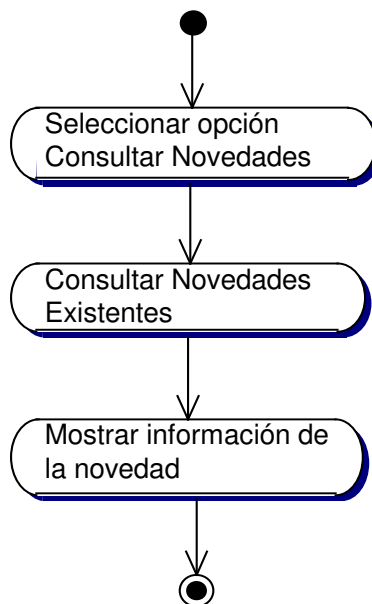 Seleccionar opción
Consultar Novedades
Consultar Novedades
Existentes
Mostrar información de
la novedad